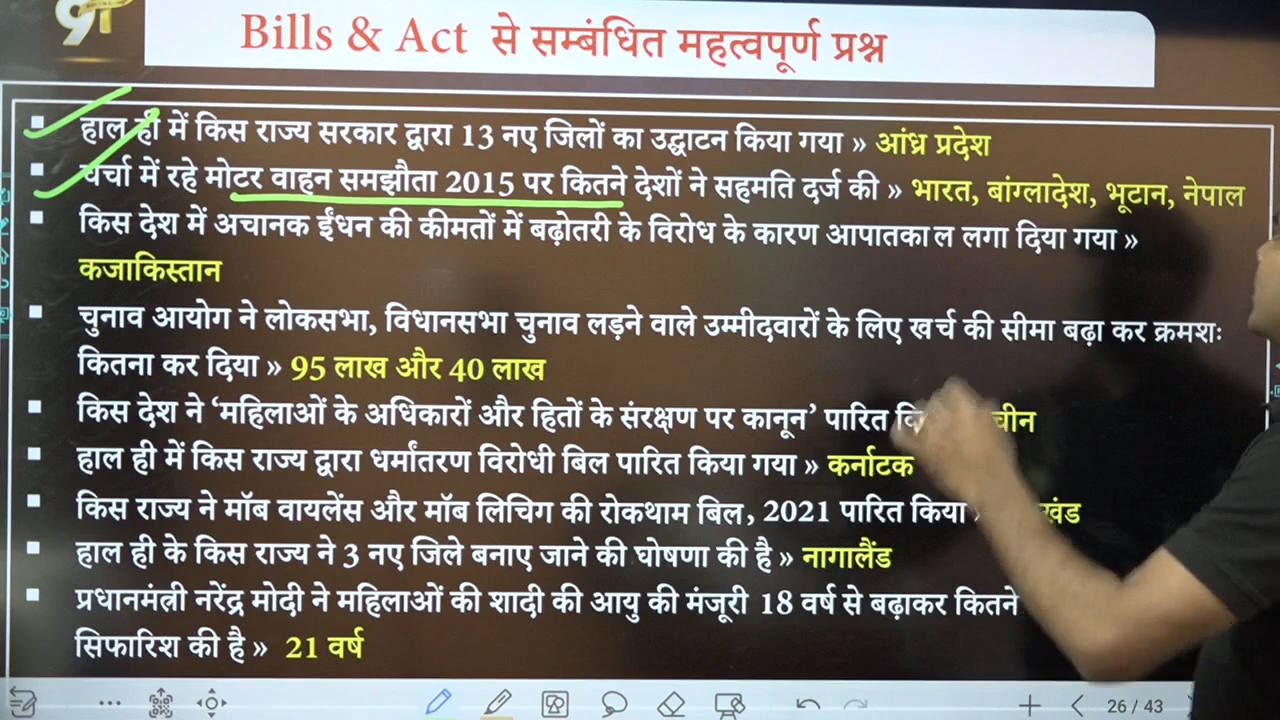 Bills & Act से सम्बंधित महत्वपूर्ण प्रश्न
हाल ही में किस राज्य सरकार द्वारा 13 नए जिलों का उद्घाटन किया गया » आंध्र प्रदेश
चर्चा में रहे मोटर वाहन समझौता 2015 पर कितने देशों ने सहमति दर्ज की » भारत, बांग्लादेश, भूटान, नेपाल
किस देश में अचानक ईंधन की कीमतों में बढ़ोतरी के विरोध के कारण आपातका ल लगा दिया गया »
कजाकिस्तान
चुनाव आयोग ने लोकसभा, विधानसभा चुनाव लड़ने वाले उम्मीदवारों के लिए खर्च की सीमा बढ़ा कर क्रमशः
कितना कर दिया » 95 लाख और 40 लाख
किस देश ने ‘महिलाओं के अधिकारों और हितों के संरक्षण पर कानून’ पारित चीन
हाल ही में किस राज्य द्वारा धर्मांतरण विरोधी बिल पारित किया गया » कर्नाटक
किस राज्य ने मॉब वायलेंस और मॉब लिचिग की रोकथाम बिल, 2021 पारित किया खंड
हाल ही के किस राज्य ने 3 नए जिले बनाए जाने की घोषणा की है » नागालैंड
प्रधानमंत्री नरेंद्र मोदी ने महिलाओं की शादी की आयु की मंजूरी 18 वर्ष से बढ़ाकर कितने
सिफारिश की है » 21 वर्ष
26 / 43